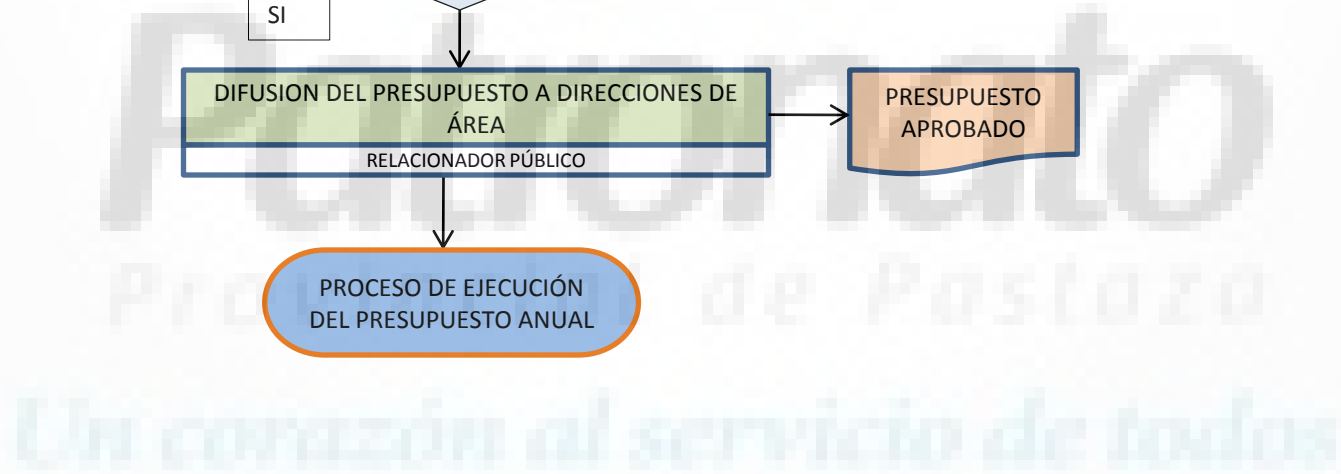 SI
DIFUSION DEL PRESUPUESTO A DIRECCIONES DE
ÁREA
RELACIONADOR PÚBLICO
PRESUPUESTO
APROBADO
PROCESO DE EJECUCIÓN
DEL PRESUPUESTO ANUAL
Patronato
Provincial de Pastaza
Un corazón al servicio de todos